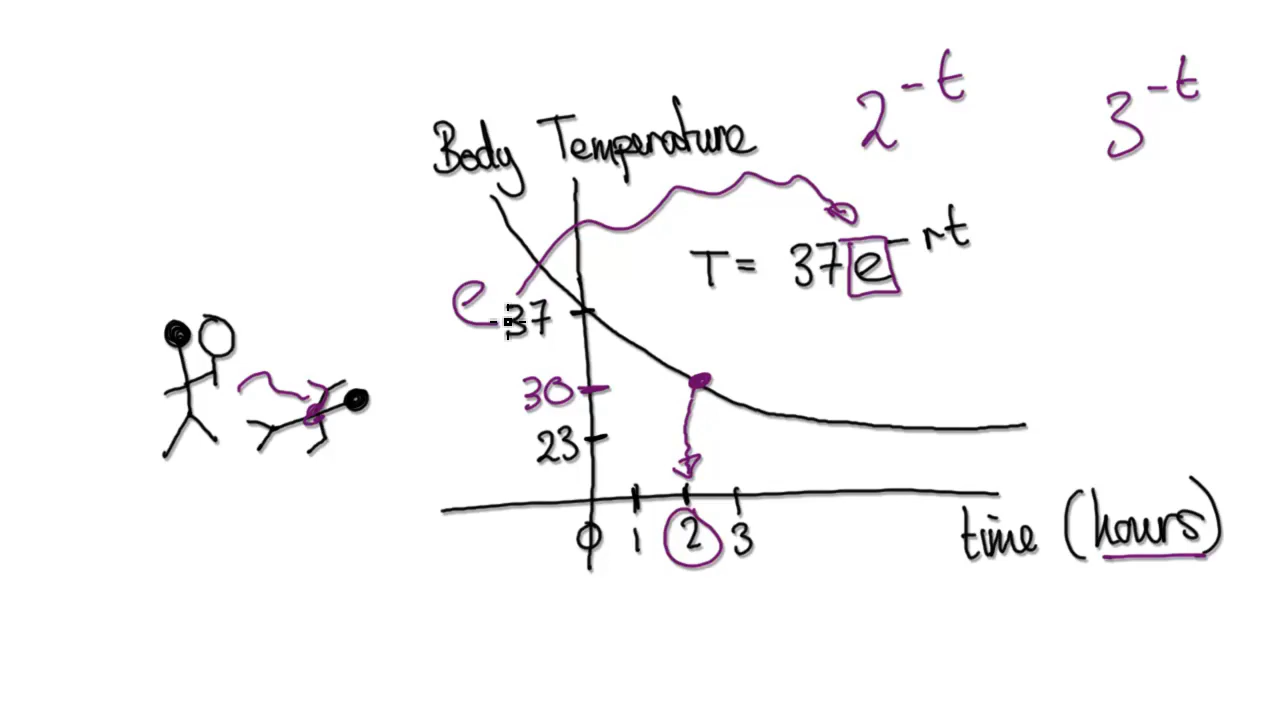 2^-t 3^-t
Body Temperature
T = 37e^-rt
e
37
30
23
0 1 2 3
time (hours)